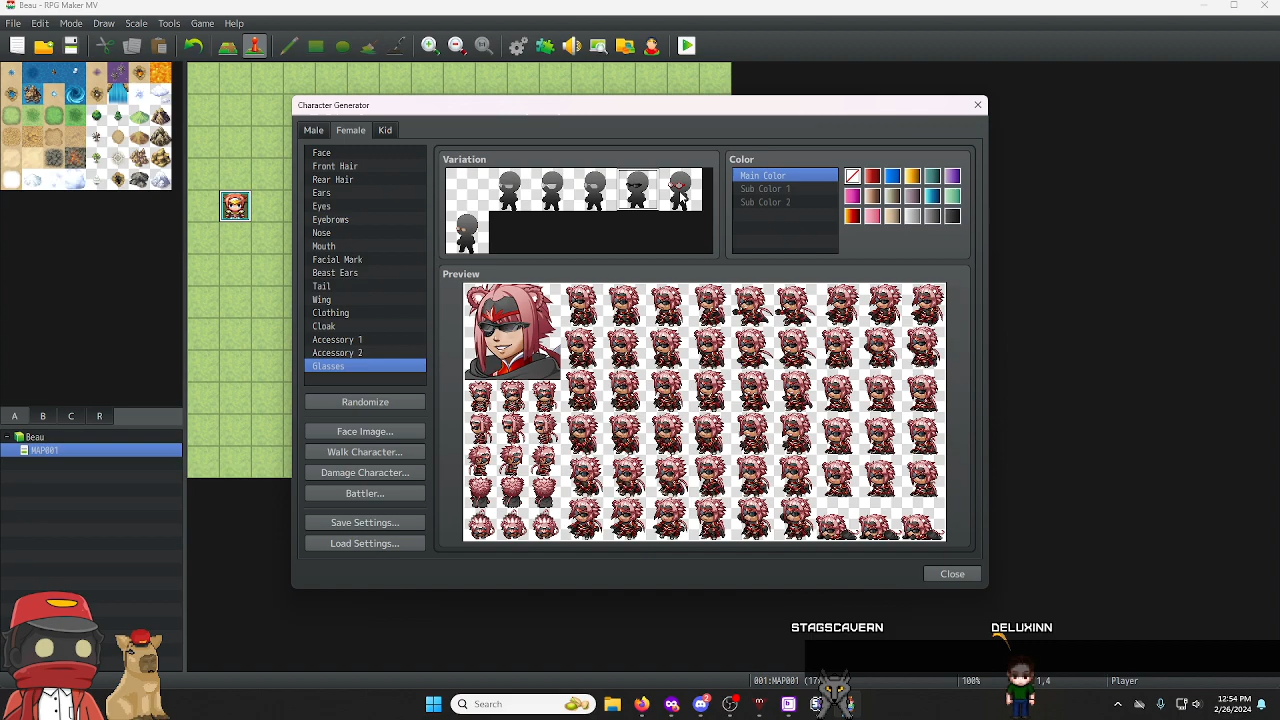 Beau - RPG Maker MV
File Edit Mode Draw Scale Tools Game Help
Character Generator
Male Female Kid
Face
Front Hair
Rear Hair
Ears
Eyes
Eyebrows
Nose
Mouth
Facial Mark
Beast Ears
Tail
Wing
Clothing
Cloak
Accessory 1
Accessory 2
Glasses
Randomize
Face Image...
Walk Character...
Damage Character...
Battler...
Save Settings...
Load Settings...
Variation
Color
Main Color
Sub Color 1
Sub Color 2
Preview
Close
A B C R
Beau
MAP001
STAGSCAVERN
DELUXINN
100%
1,4
Player
Search
2
12:54 PM
2/26/2024